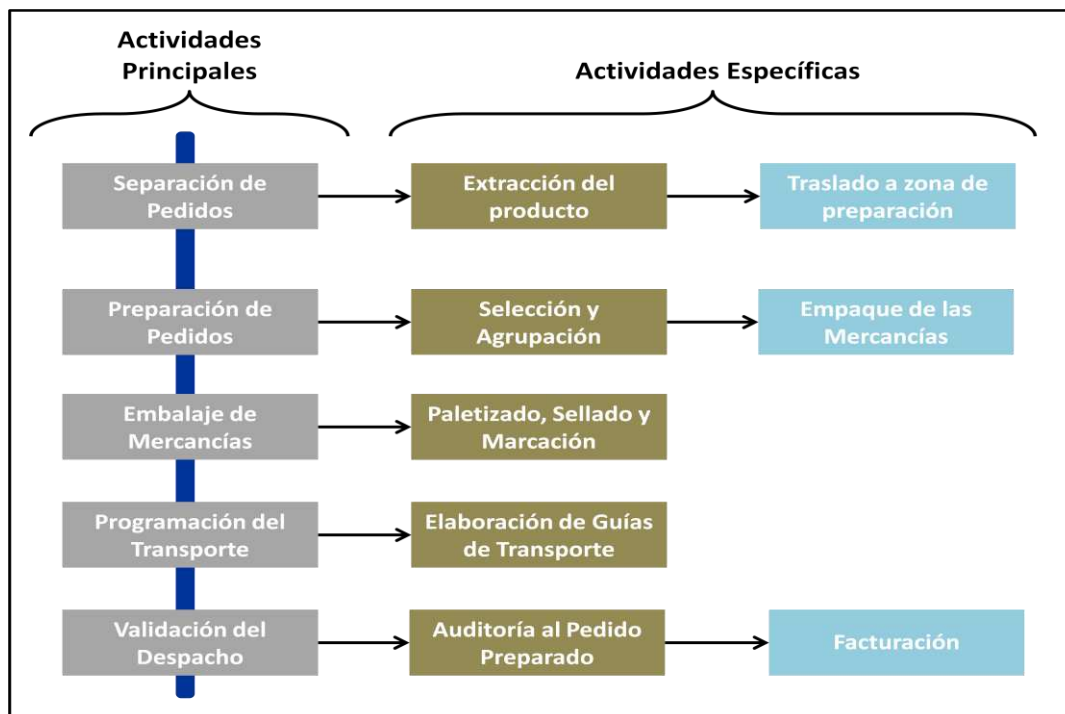 Actividades
Principales
Actividades Específicas
Separación de
Pedidos
Extracción del
producto
Traslado a zona de
preparación
Preparación de
Pedidos
Selección y
Agrupación
Empaque de las
Mercancías
Embalaje de
Mercancías
Paletizado, Sellado y
Marcación
Programación del
Transporte
Elaboración de Guías
de Transporte
Validación del
Despacho
Auditoría al Pedido
Preparado
Facturación